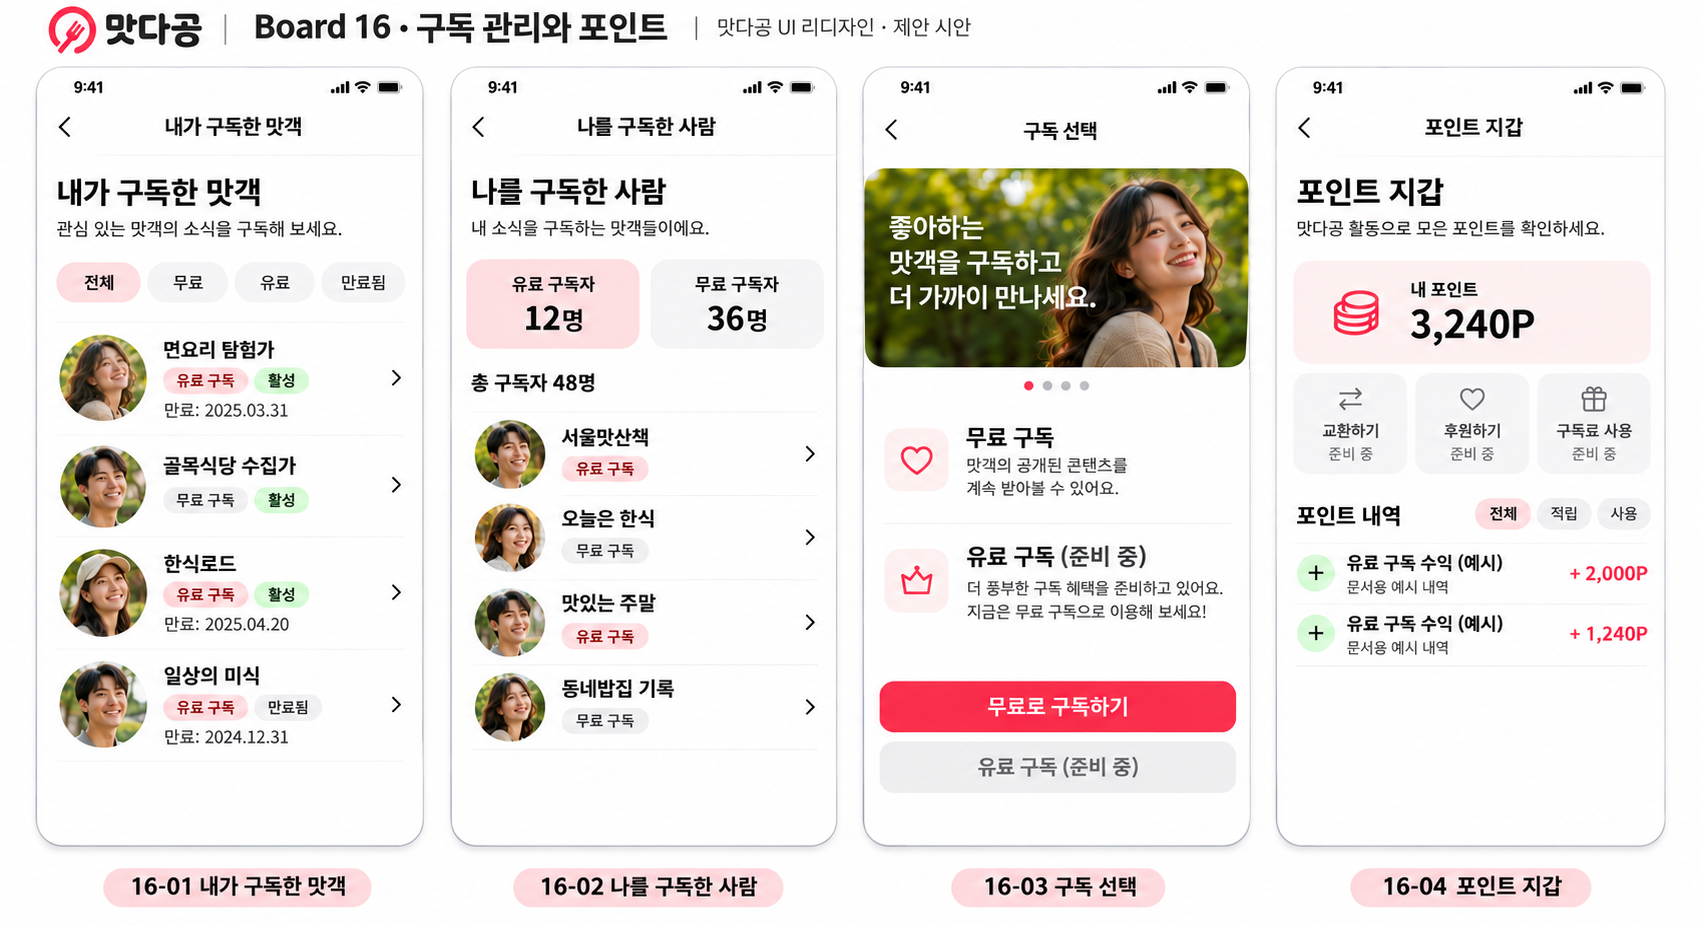 맛다공
Board 16 • 구독 관리와 포인트
맛다공 UI 리디자인 · 제안 시안
9:41
내가 구독한 맛객
내가 구독한 맛객
관심 있는 맛객의 소식을 구독해 보세요.
전체
무료
유료
만료됨
면요리 탐험가
유료 구독
활성
만료: 2025.03.31
골목식당 수집가
무료 구독
활성
한식로드
유료 구독
활성
만료: 2025.04.20
일상의 미식
유료 구독
만료됨
만료: 2024.12.31
16-01 내가 구독한 맛객
9:41
나를 구독한 사람
나를 구독한 사람
내 소식을 구독하는 맛객들이에요.
유료 구독자
12명
무료 구독자
36명
총 구독자 48명
서울맛산책
유료 구독
오늘은 한식
무료 구독
맛있는 주말
유료 구독
동네밥집 기록
무료 구독
16-02 나를 구독한 사람
9:41
구독 선택
좋아하는
맛객을 구독하고
더 가까이 만나세요.
무료 구독
맛객의 공개된 콘텐츠를
계속 받아볼 수 있어요.
유료 구독 (준비 중)
더 풍부한 구독 혜택을 준비하고 있어요.
지금은 무료 구독으로 이용해 보세요!
무료로 구독하기
유료 구독 (준비 중)
16-03 구독 선택
9:41
포인트 지갑
포인트 지갑
맛다공 활동으로 모은 포인트를 확인하세요.
내 포인트
3,240P
교환하기
준비 중
후원하기
준비 중
구독료 사용
준비 중
포인트 내역
전체
적립
사용
유료 구독 수익 (예시)
문서용 예시 내역
+ 2,000P
유료 구독 수익 (예시)
문서용 예시 내역
+ 1,240P
16-04 포인트 지갑